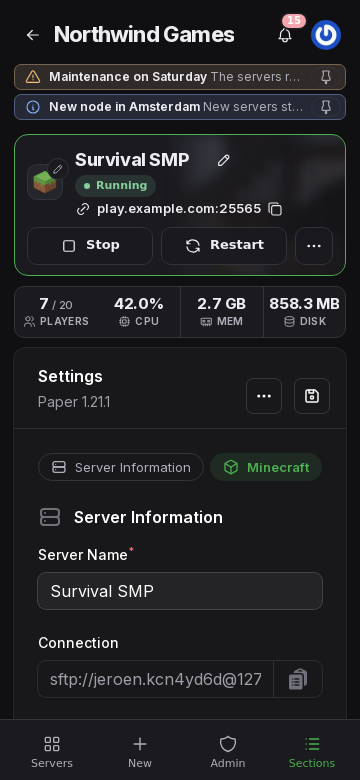 Northwind Games
15
Maintenance on Saturday The servers r...
New node in Amsterdam New servers st...
Survival SMP
Running
play.example.com:25565
Stop
Restart
7 / 20
PLAYERS
42.0%
CPU
2.7 GB
MEM
858.3 MB
DISK
Settings
Paper 1.21.1
Server Information
Minecraft
Server Information
Server Name*
Survival SMP
Connection
sftp://jeroen.kcn4yd6d@127
Servers
New
Admin
Sections